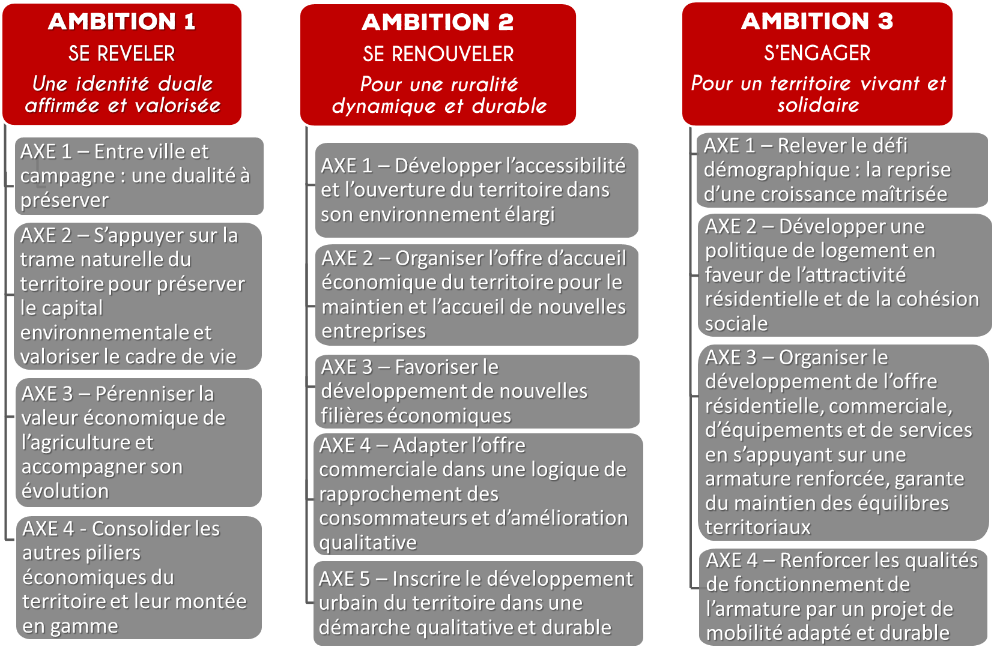 AMBITION 1
SE REVELER
Une identité duale
affirmée et valorisée
AXE 1 – Entre ville et
campagne : une dualité à
préserver
AXE 2 – S’appuyer sur la
trame naturelle du
territoire pour préserver
le capital
environnementale et
valoriser le cadre de vie
AXE 3 – Pérenniser la
valeur économique de
l’agriculture et
accompagner son
évolution
AXE 4 - Consolider les
autres piliers
économiques du
territoire et leur montée
en gamme
AMBITION 2
SE RENOUVELER
Pour une ruralité
dynamique et durable
AXE 1 – Développer l’accessibilité
et l’ouverture du territoire dans
son environnement élargi
AXE 2 – Organiser l’offre d’accueil
économique du territoire pour le
maintien et l’accueil de nouvelles
entreprises
AXE 3 – Favoriser le
développement de nouvelles
filières économiques
AXE 4 – Adapter l’offre
commerciale dans une logique de
rapprochement des
consommateurs et d’amélioration
qualitative
AXE 5 – Inscrire le développement
urbain du territoire dans une
démarche qualitative et durable
AMBITION 3
S’ENGAGER
Pour un territoire vivant et
solidaire
AXE 1 – Relever le défi
démographique : la reprise
d’une croissance maîtrisée
AXE 2 – Développer une
politique de logement en
faveur de l’attractivité
résidentielle et de la cohésion
sociale
AXE 3 – Organiser le
développement de l’offre
résidentielle, commerciale,
d’équipements et de services
en s’appuyant sur une
armature renforcée, garante
du maintien des équilibres
territoriaux
AXE 4 – Renforcer les qualités
de fonctionnement de
l’armature par un projet de
mobilité adapté et durable